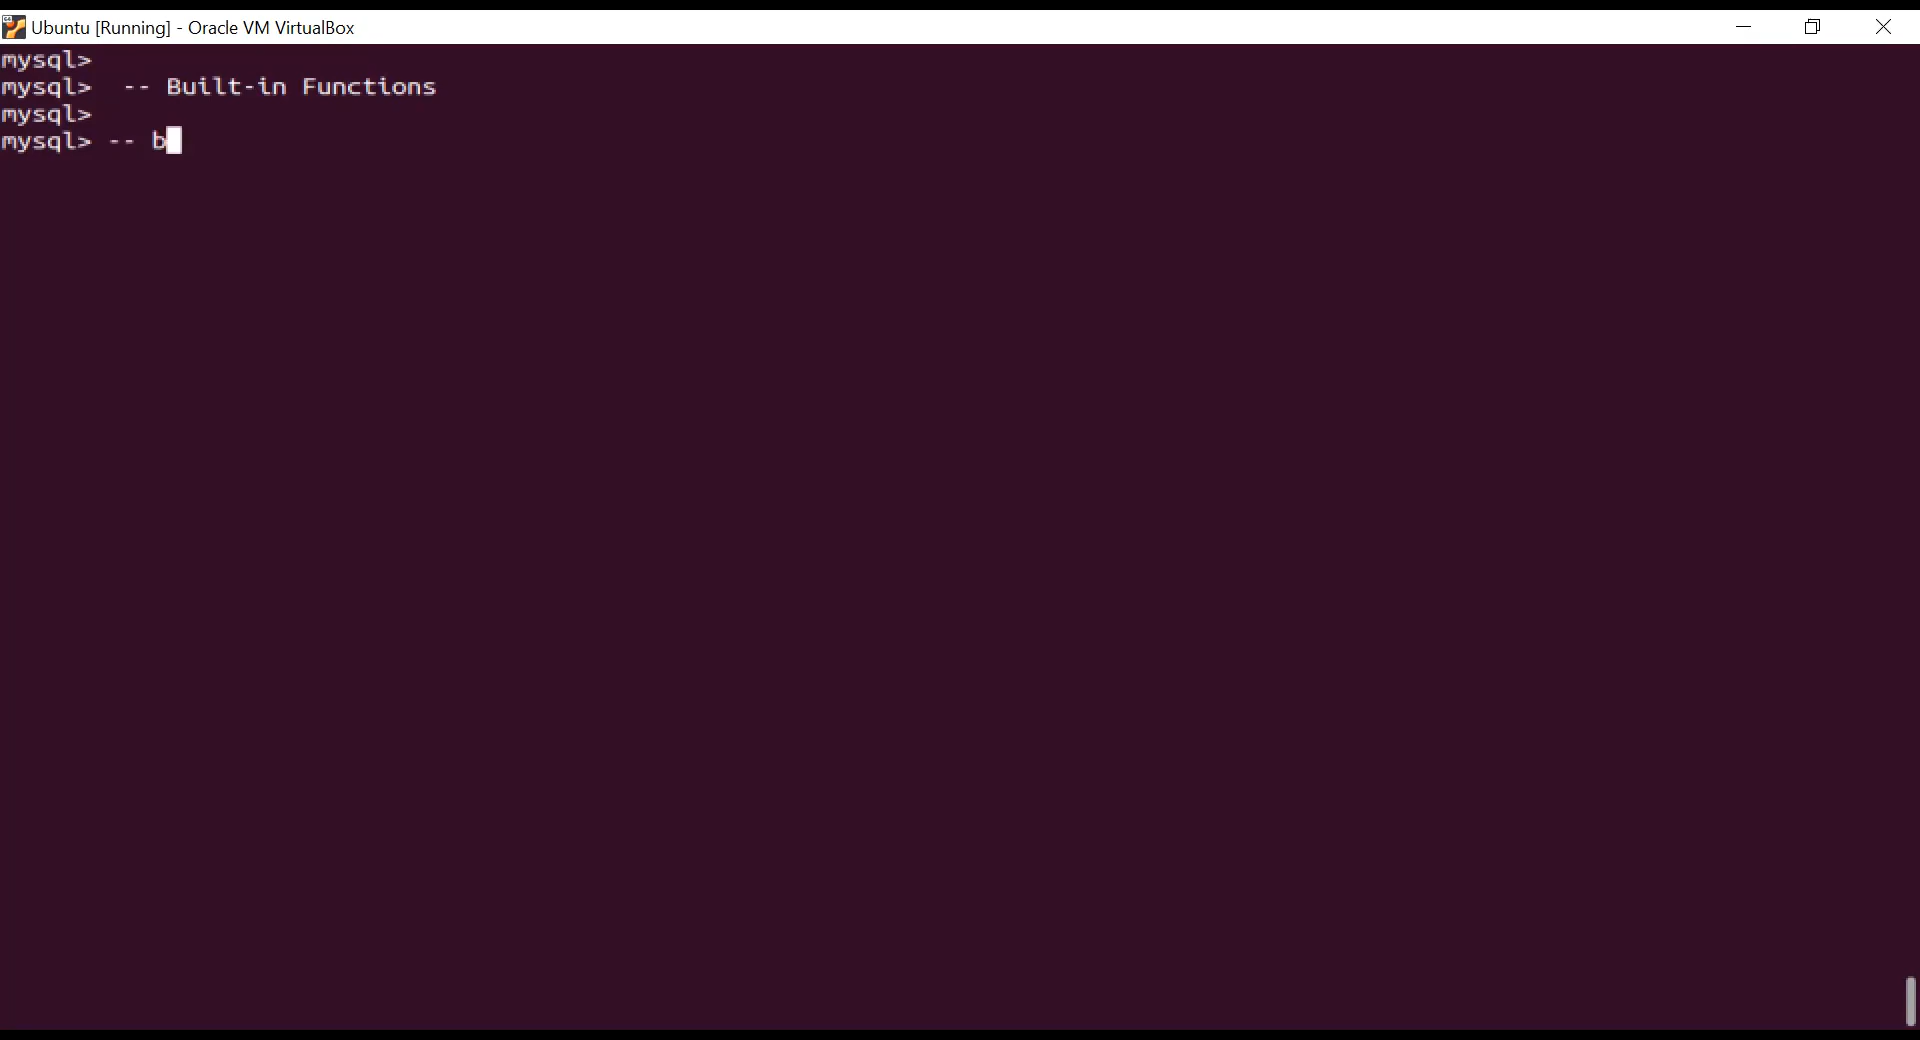 Ubuntu [Running] - Oracle VM VirtualBox
mysql>
mysql>  -- Built-in Functions
mysql>
mysql> -- b